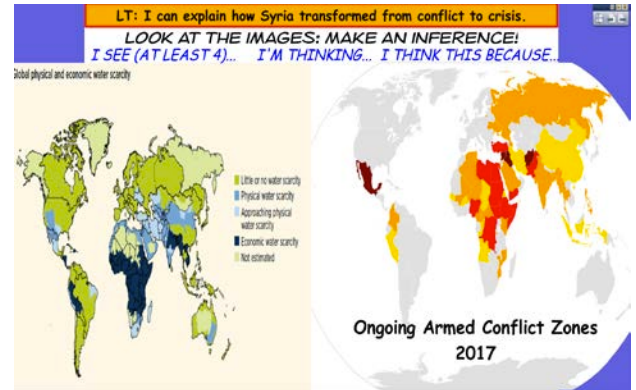 LT: I can explain how Syria transformed from conflict to crisis.
LOOK AT THE IMAGES: MAKE AN INFERENCE!
I SEE (AT LEAST 4)... I'M THINKING... I THINK THIS BECAUSE...
Global physical and economic water scarcity
Little or no water scarcity
Physical water scarcity
Approaching physical
water scarcity
Economic water scarcity
Not estimated
Ongoing Armed Conflict Zones
2017